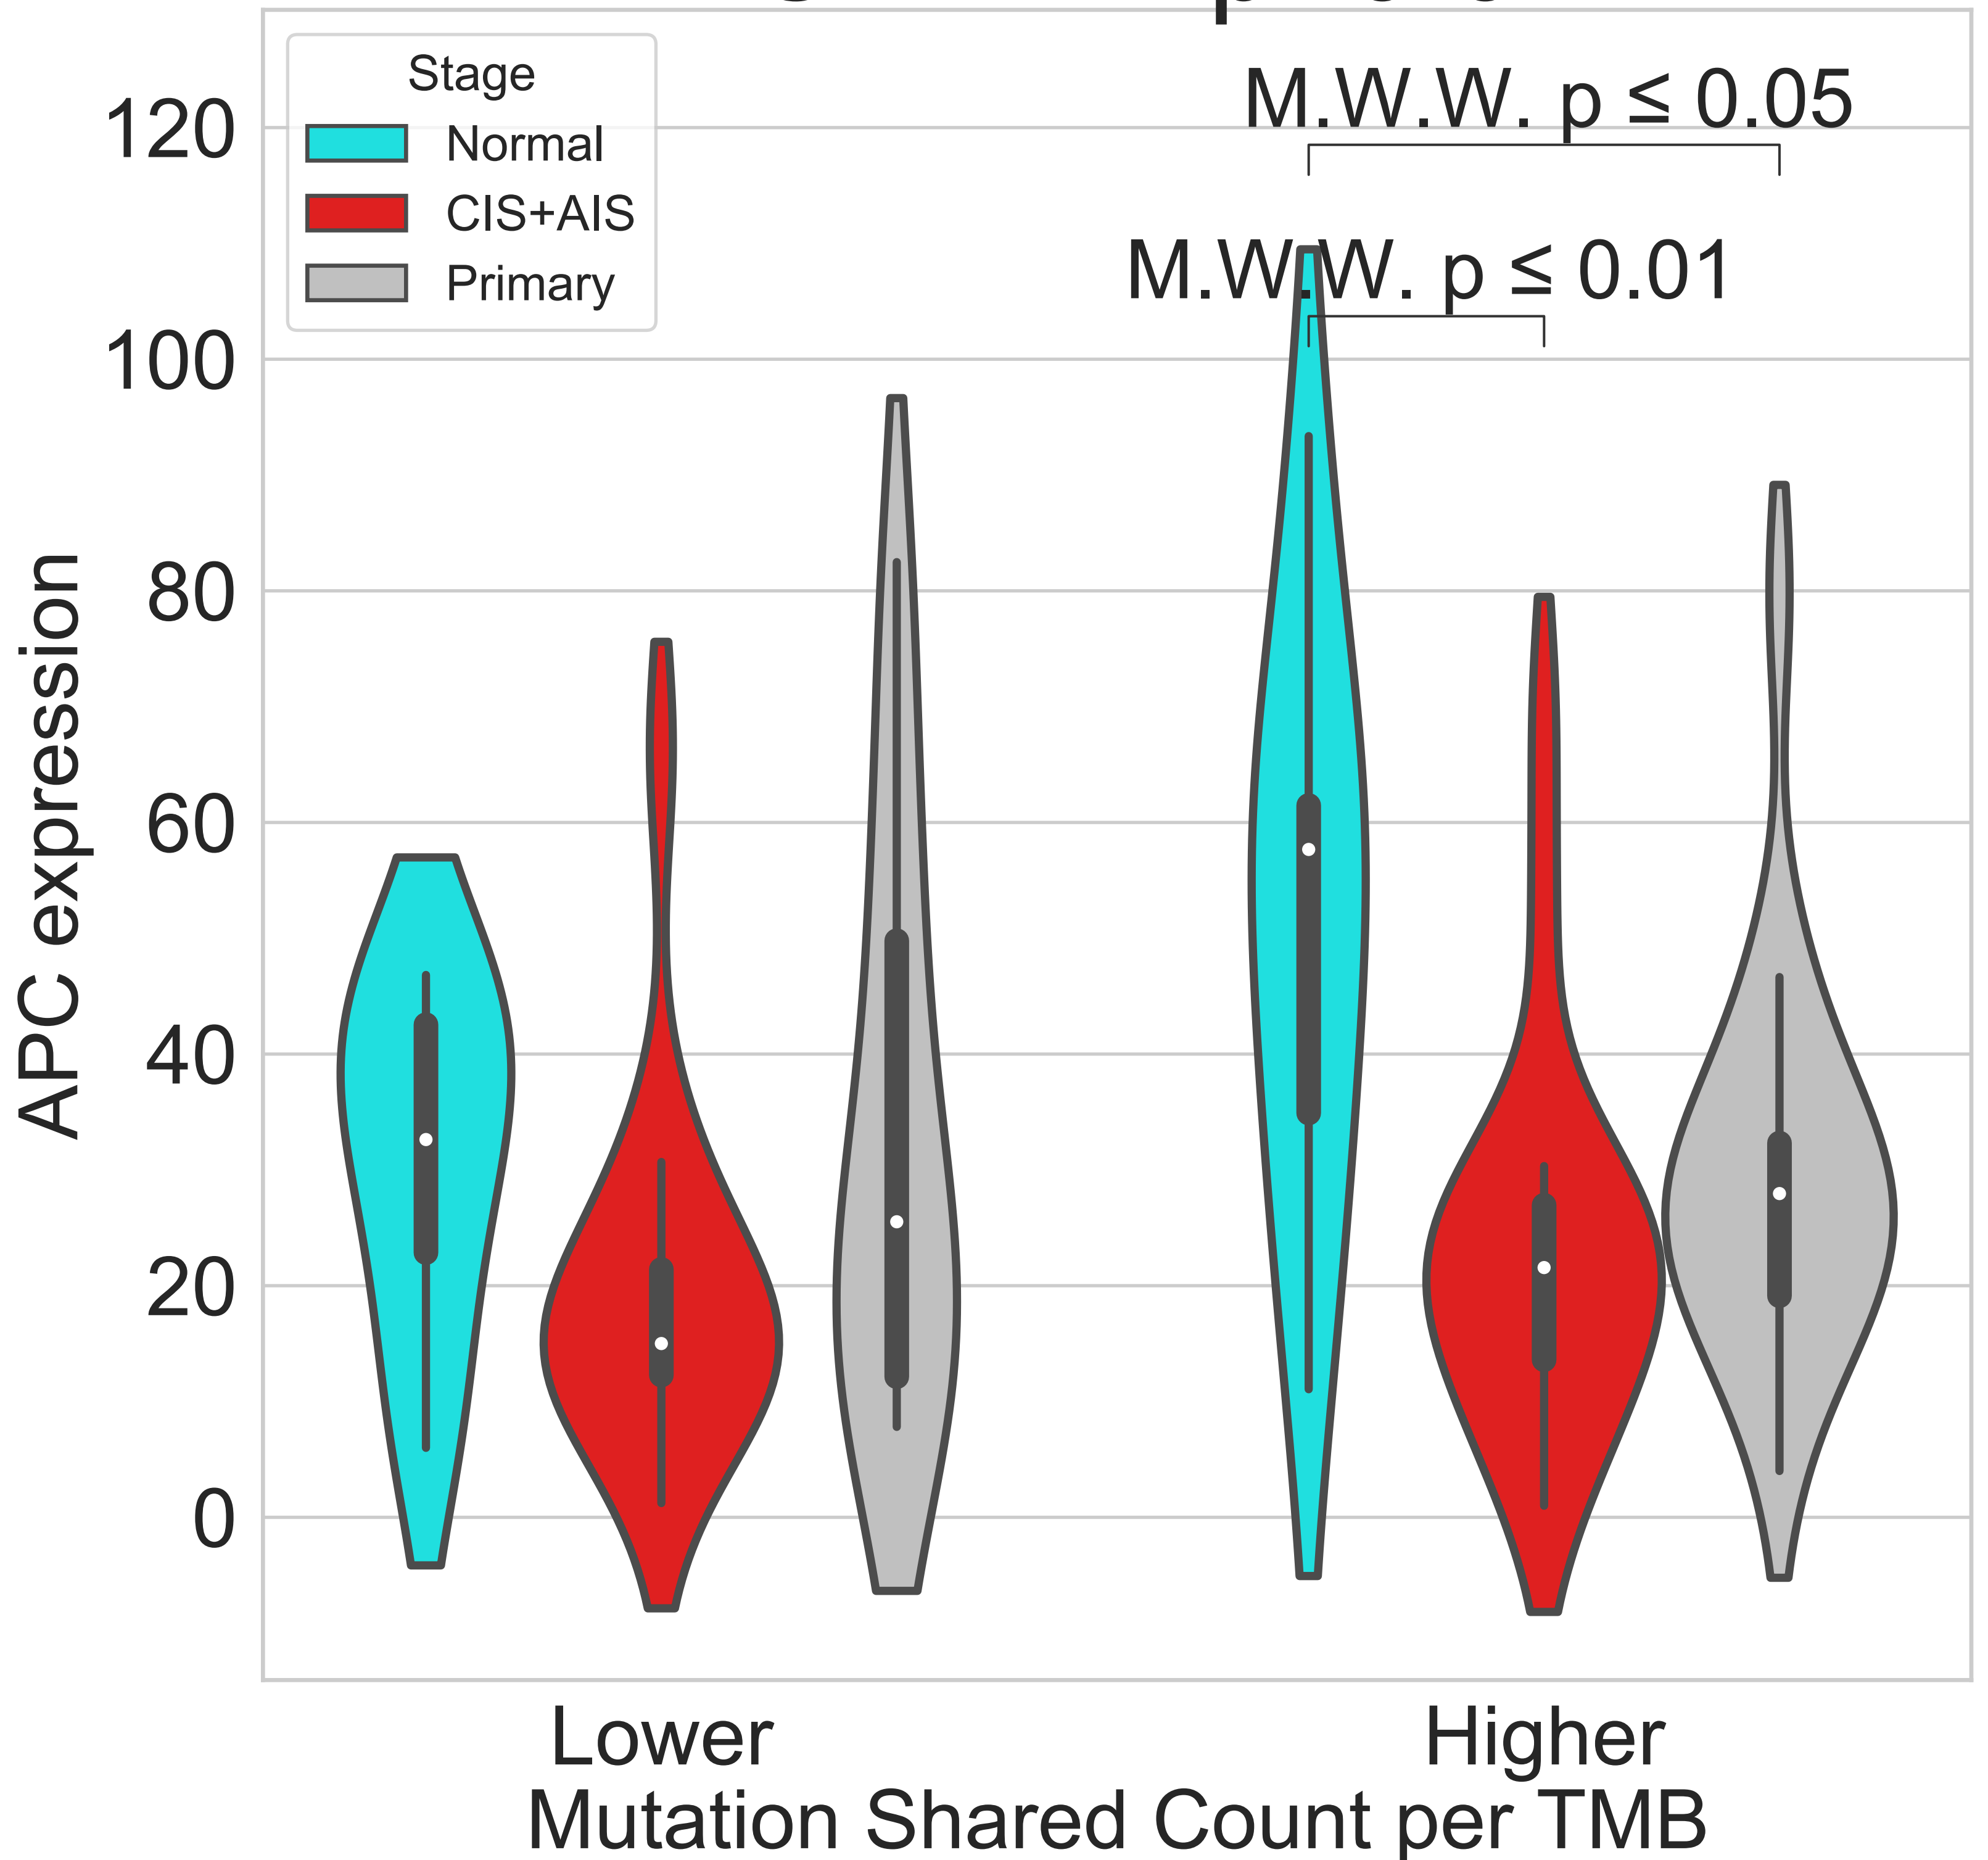 Stage
Normal
CIS+AIS
Primary
M.W.W. p ≤ 0.05
M.W.W. p ≤ 0.01
120
100
80
60
40
20
0
APC expression
Lower
Higher
Mutation Shared Count per TMB